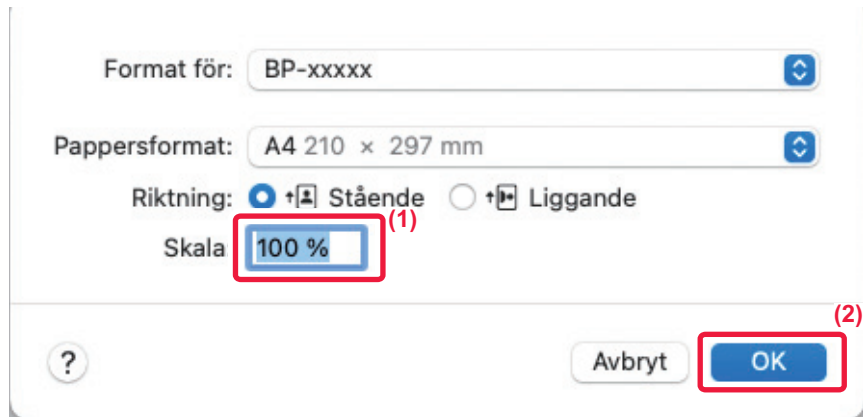 Format för: BP-xxxxx
Pappersformat: A4 210 × 297 mm
Riktning: Stående Liggande
(1)
Skala 100 %
(2)
? Avbryt OK